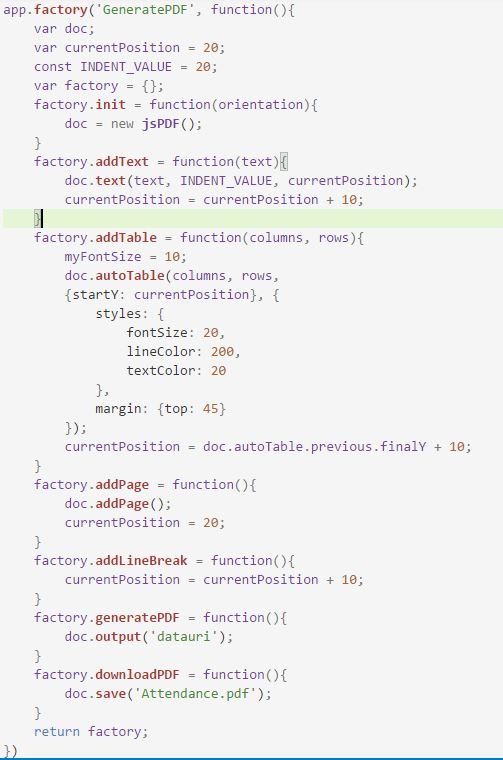 app.factory('GeneratePDF', function(){
    var doc;
    var currentPosition = 20;
    const INDENT_VALUE = 20;
    var factory = {};
    factory.init = function(orientation){
        doc = new jsPDF();
    }
    factory.addText = function(text){
        doc.text(text, INDENT_VALUE, currentPosition);
        currentPosition = currentPosition + 10;
    }
    factory.addTable = function(columns, rows){
        myFontSize = 10;
        doc.autoTable(columns, rows,
        {startY: currentPosition}, {
            styles: {
                fontSize: 20,
                lineColor: 200,
                textColor: 20
            },
            margin: {top: 45}
        });
        currentPosition = doc.autoTable.previous.finalY + 10;
    }
    factory.addPage = function(){
        doc.addPage();
        currentPosition = 20;
    }
    factory.addLineBreak = function(){
        currentPosition = currentPosition + 10;
    }
    factory.generatePDF = function(){
        doc.output('datauri');
    }
    factory.downloadPDF = function(){
        doc.save('Attendance.pdf');
    }
    return factory;
})